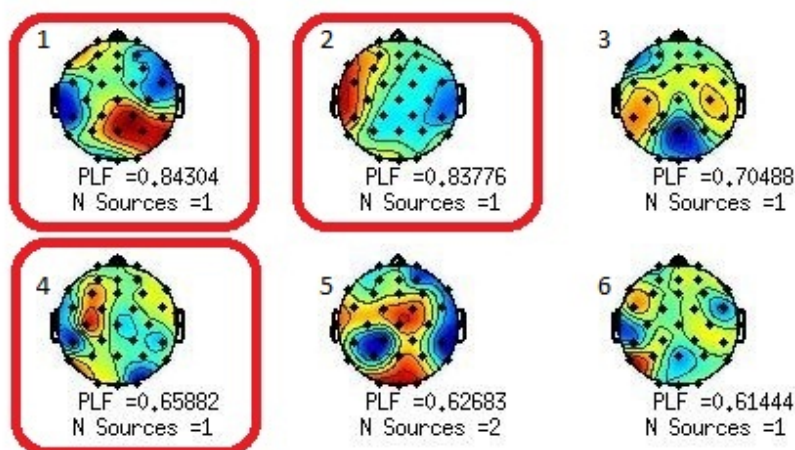 1
2
3
PLF =0.84304
N Sources =1
PLF =0.83776
N Sources =1
PLF =0.70488
N Sources =1
4
5
6
PLF =0.65882
N Sources =1
PLF =0.62683
N Sources =2
PLF =0.61444
N Sources =1